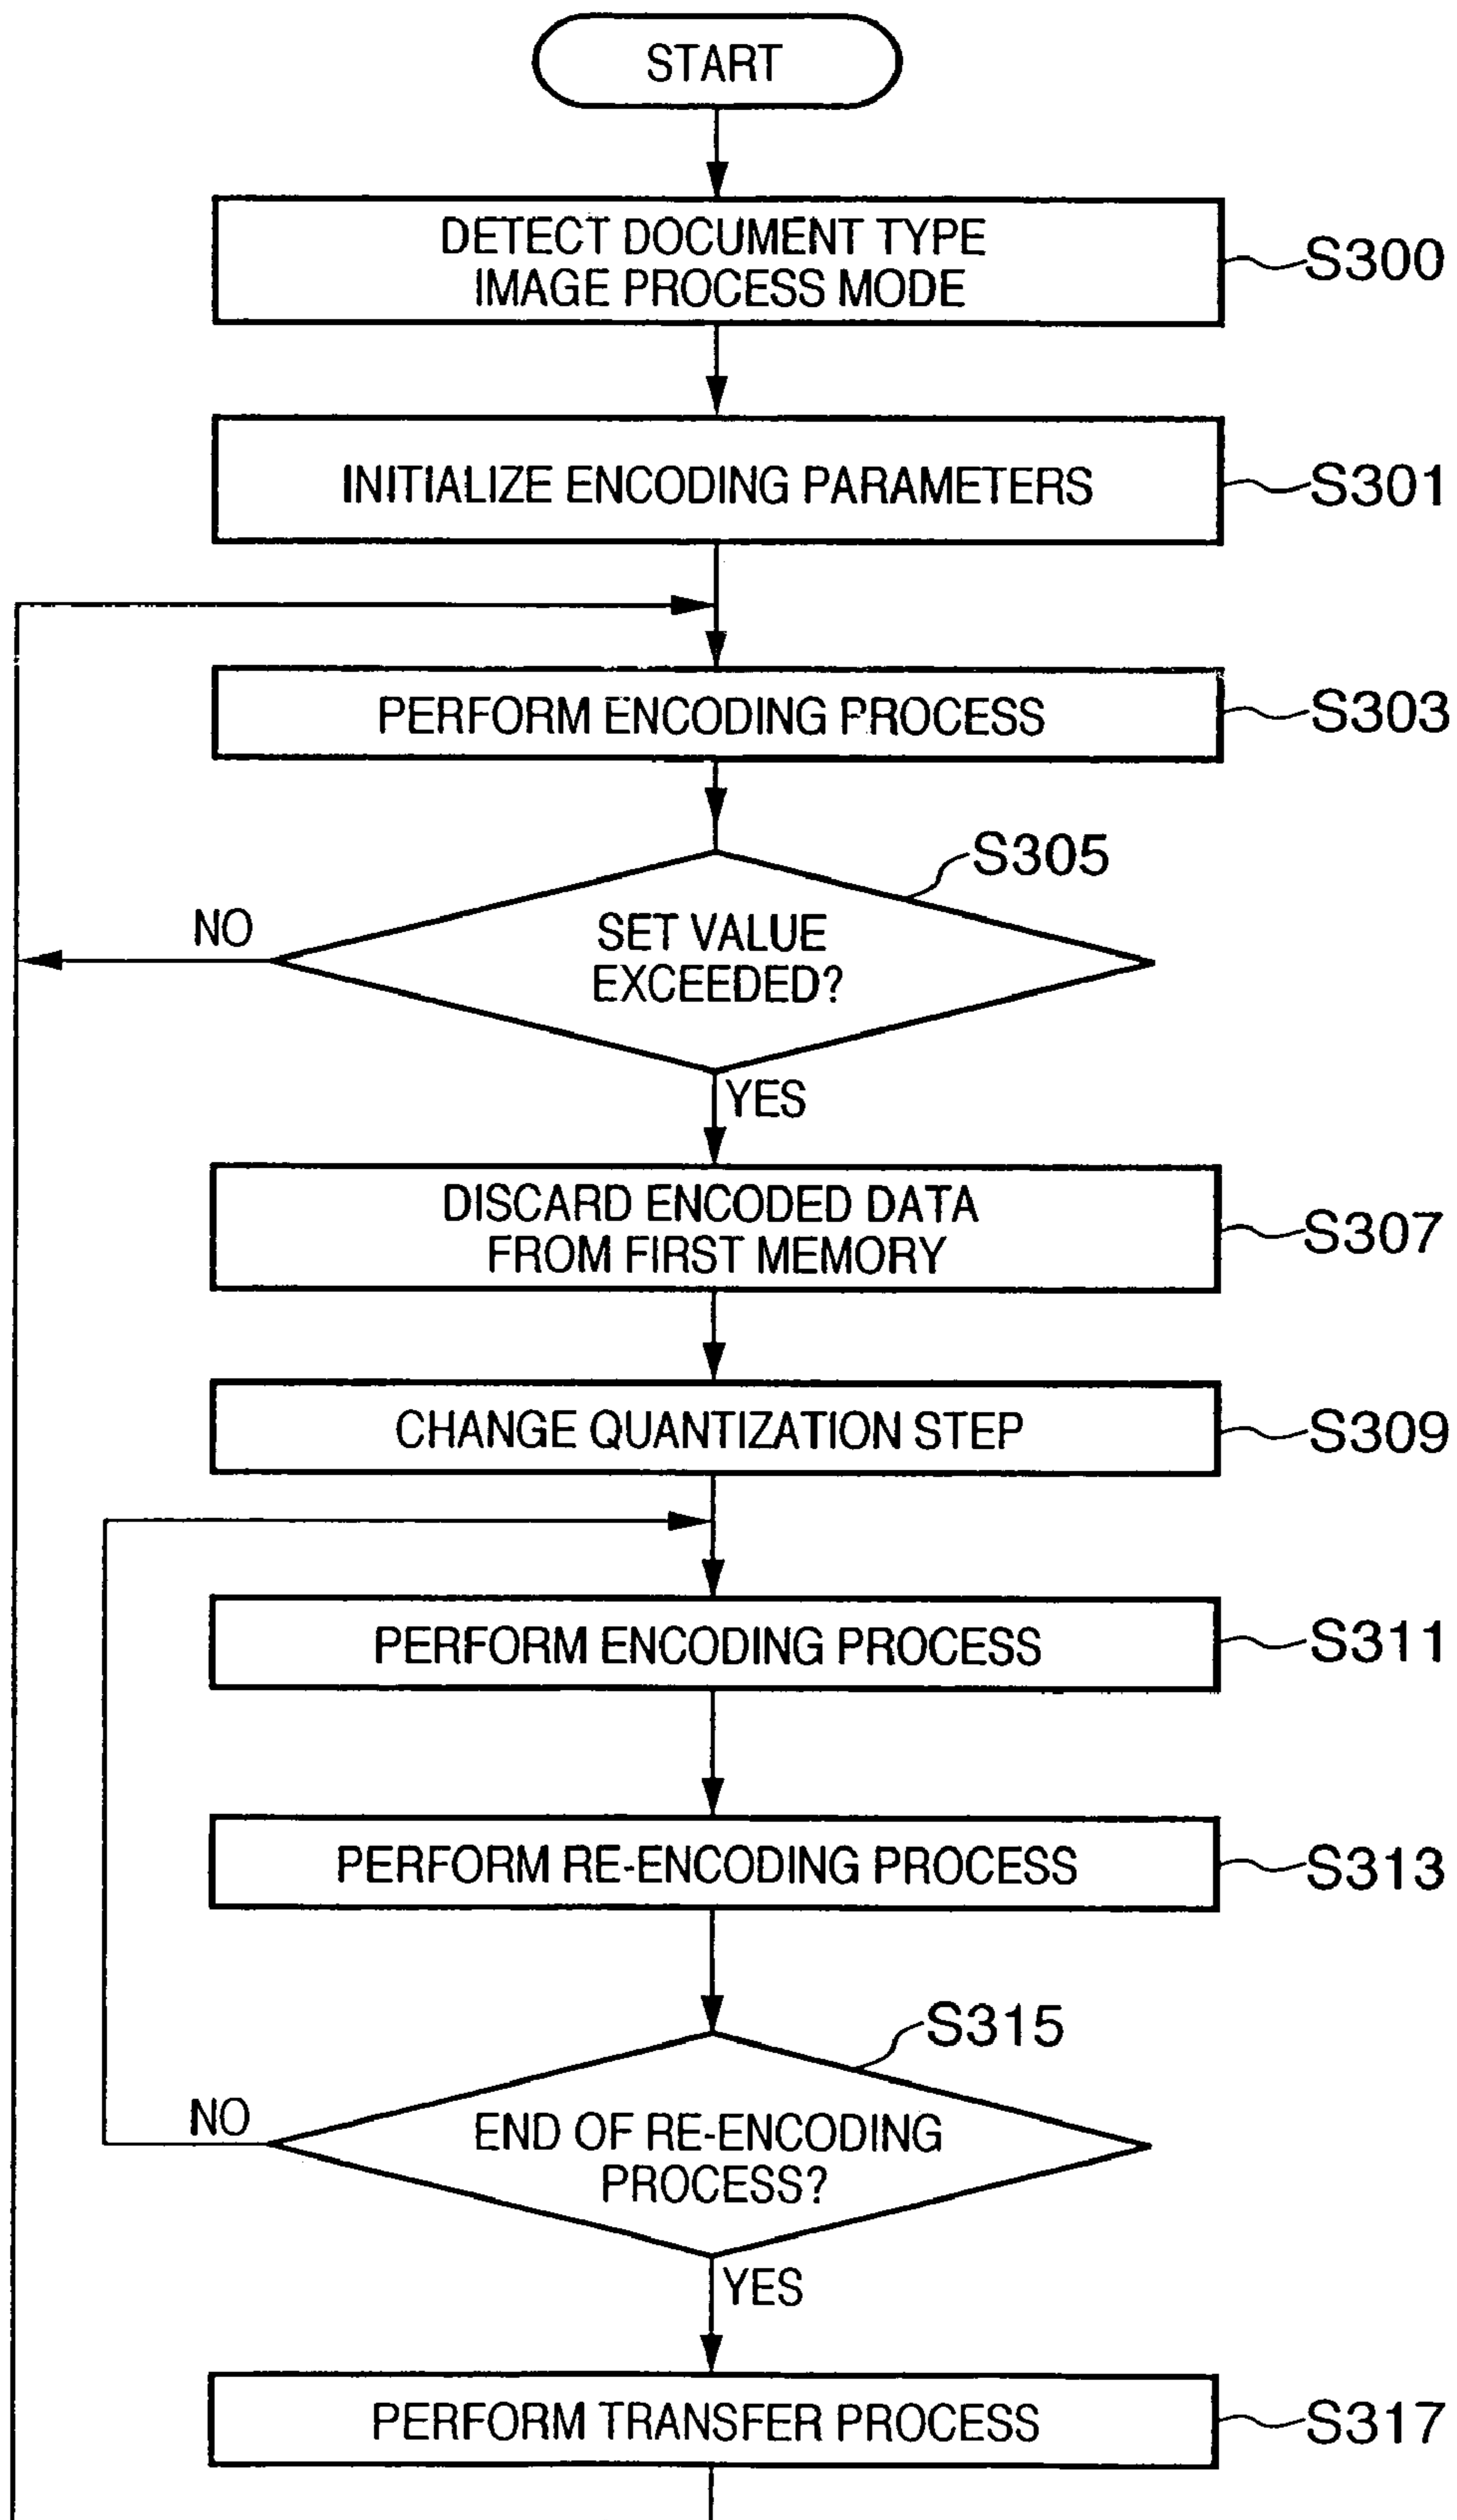 START
DETECT DOCUMENT TYPE
IMAGE PROCESS MODE
S300
INITIALIZE ENCODING PARAMETERS
S301
PERFORM ENCODING PROCESS
S303
S305
NO
SET VALUE
EXCEEDED?
YES
DISCARD ENCODED DATA
FROM FIRST MEMORY
S307
CHANGE QUANTIZATION STEP
S309
PERFORM ENCODING PROCESS
S311
PERFORM RE-ENCODING PROCESS
S313
S315
NO
END OF RE-ENCODING
PROCESS?
YES
PERFORM TRANSFER PROCESS
S317